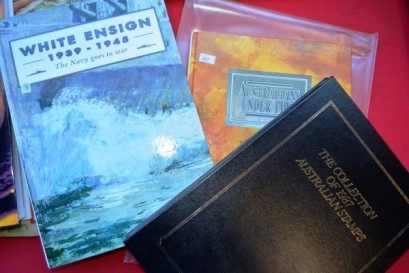 WHITE ENSIGN
1939-1945
The Navy goes to war
AUSTRALIANS
UNDER FIRE
THE COLLECTION
OF 1987
AUSTRALIAN STAMPS